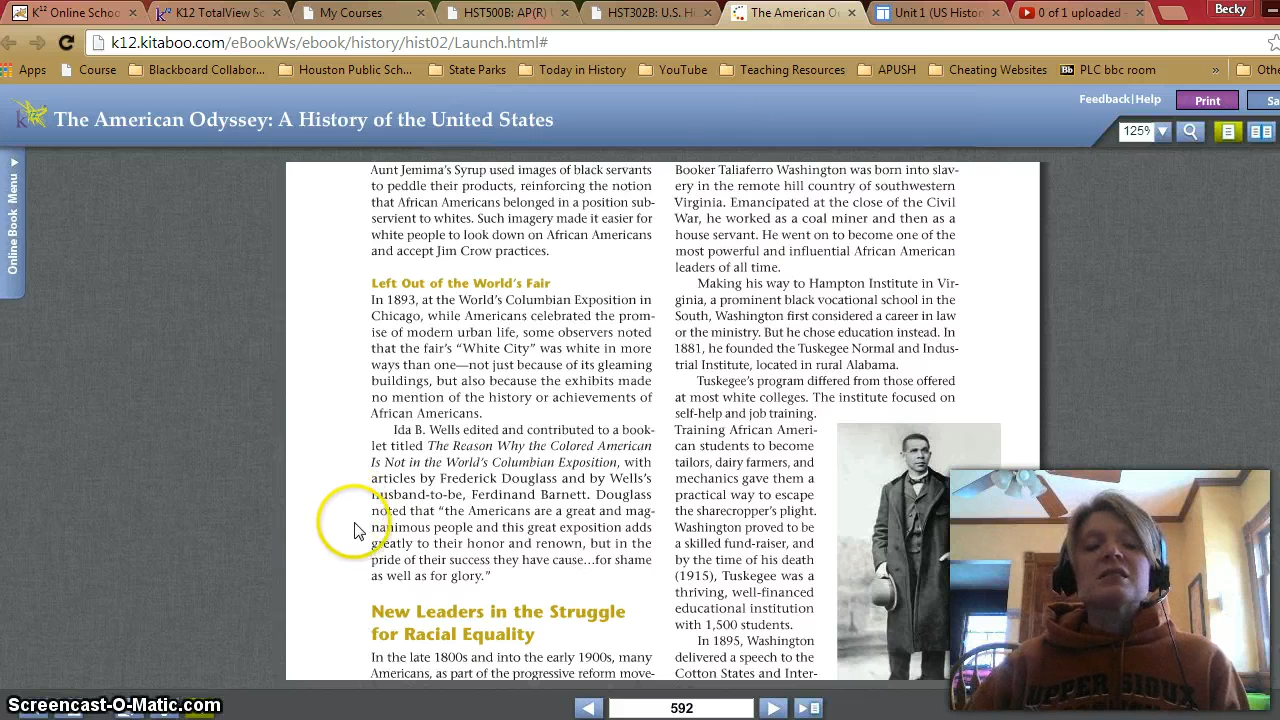 K¹² Online Schoo
K12 TotalView Sc
My Courses
HST500B: AP(R) U
HST302B: U.S. Hi
The American Od
Unit 1 (US Histor
0 of 1 uploaded -
Becky
k12.kitaboo.com/eBookWs/ebook/history/hist02/Launch.html#
Apps
Course
Blackboard Collabor...
Houston Public Sch...
State Parks
Today in History
YouTube
Teaching Resources
APUSH
Cheating Websites
Bb PLC bbc room
»
Othe
Feedback|Help
Print
Sa
The American Odyssey: A History of the United States
125%
Online Book Menu
Aunt Jemima's Syrup used images of black servants
to peddle their products, reinforcing the notion
that African Americans belonged in a position sub-
servient to whites. Such imagery made it easier for
white people to look down on African Americans
and accept Jim Crow practices.
Left Out of the World's Fair
In 1893, at the World's Columbian Exposition in
Chicago, while Americans celebrated the prom-
ise of modern urban life, some observers noted
that the fair's "White City" was white in more
ways than one—not just because of its gleaming
buildings, but also because the exhibits made
no mention of the history or achievements of
African Americans.
Ida B. Wells edited and contributed to a book-
let titled The Reason Why the Colored American
Is Not in the World's Columbian Exposition, with
articles by Frederick Douglass and by Wells's
husband-to-be, Ferdinand Barnett. Douglass
noted that "the Americans are a great and mag-
nanimous people and this great exposition adds
greatly to their honor and renown, but in the
pride of their success they have cause…for shame
as well as for glory."
New Leaders in the Struggle
for Racial Equality
In the late 1800s and into the early 1900s, many
Americans, as part of the progressive reform move-
Booker Taliaferro Washington was born into slav-
ery in the remote hill country of southwestern
Virginia. Emancipated at the close of the Civil
War, he worked as a coal miner and then as a
house servant. He went on to become one of the
most powerful and influential African American
leaders of all time.
Making his way to Hampton Institute in Vir-
ginia, a prominent black vocational school in the
South, Washington first considered a career in law
or the ministry. But he chose education instead. In
1881, he founded the Tuskegee Normal and Indus-
trial Institute, located in rural Alabama.
Tuskegee's program differed from those offered
at most white colleges. The institute focused on
self-help and job training.
Training African Ameri-
can students to become
tailors, dairy farmers, and
mechanics gave them a
practical way to escape
the sharecropper's plight.
Washington proved to be
a skilled fund-raiser, and
by the time of his death
(1915), Tuskegee was a
thriving, well-financed
educational institution
with 1,500 students.
In 1895, Washington
delivered a speech to the
Cotton States and Inter-
UPPER SIOUX
592
Screencast-O-Matic.com